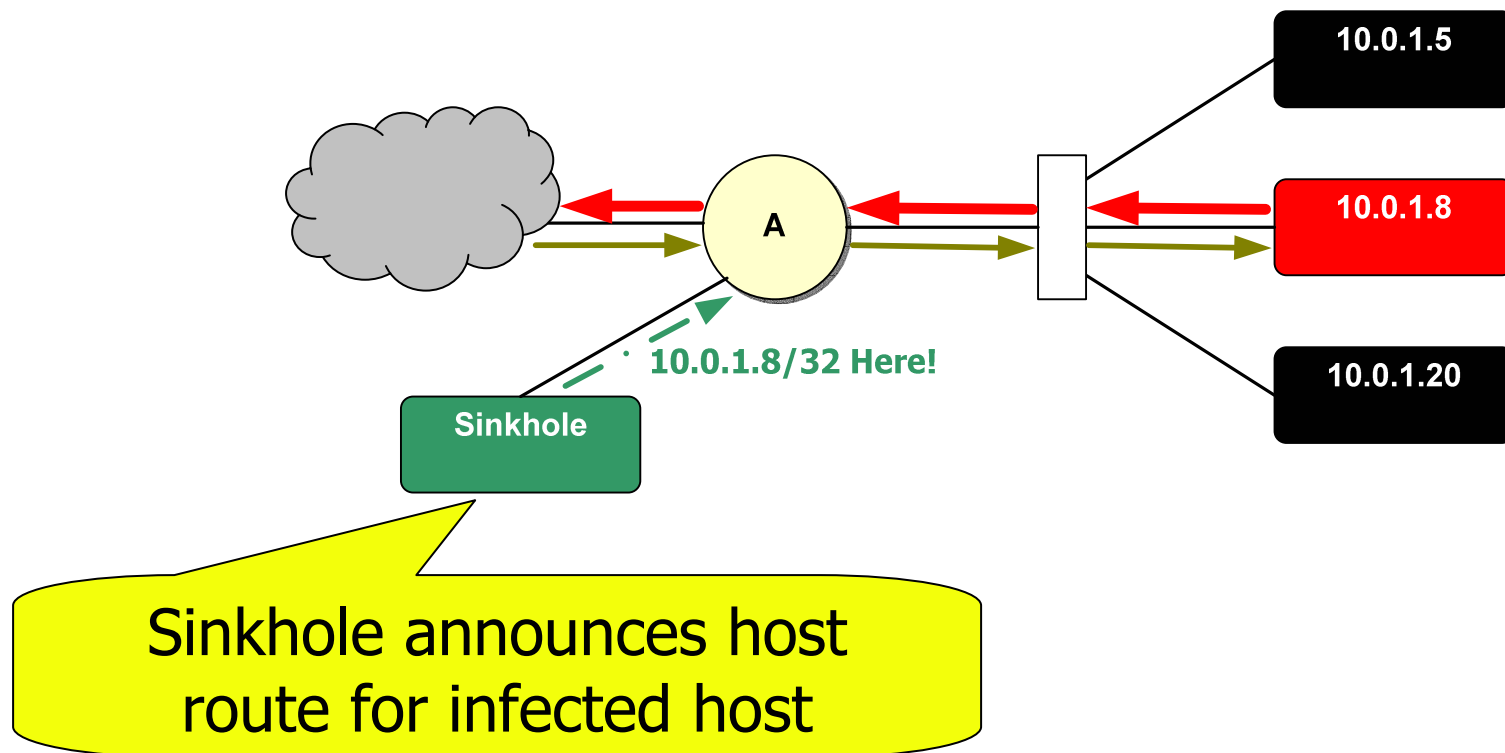 10.0.1.5
10.0.1.8
A
10.0.1.8/32 Here!
10.0.1.20
Sinkhole
Sinkhole announces host
route for infected host